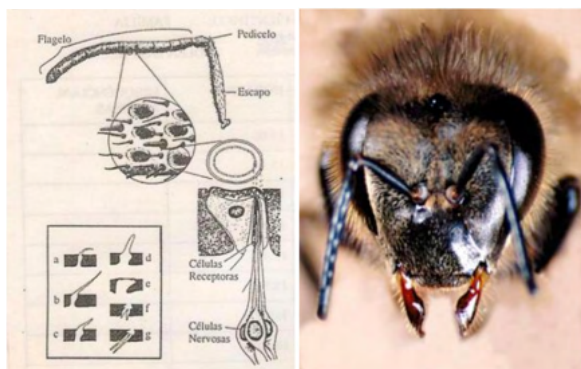 Flagelo
Pedicelo
Escapo
Células
Receptoras
Células
Nervosas
a
b
c
d
e
f
g